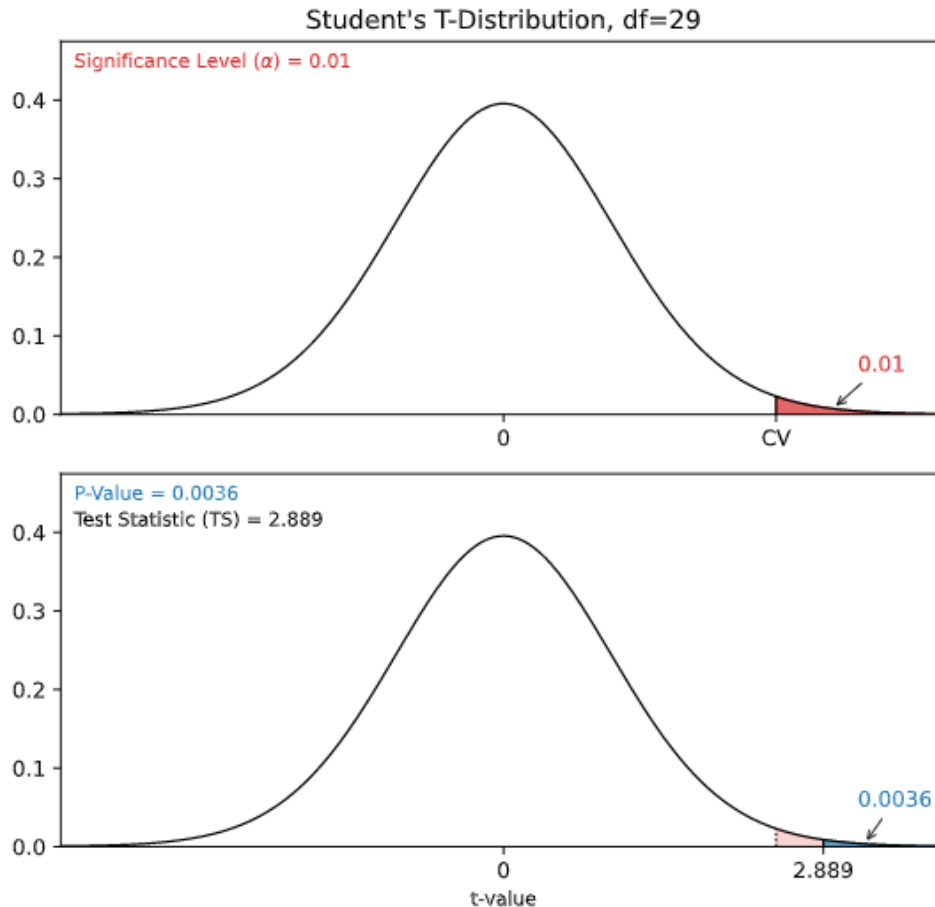 Student's T-Distribution, df=29
Significance Level (α) = 0.01
0.4
0.3
0.2
0.1
0.0
0.01
0
CV
P-Value = 0.0036
Test Statistic (TS) = 2.889
0.4
0.3
0.2
0.1
0.0
0.0036
0
2.889
t-value